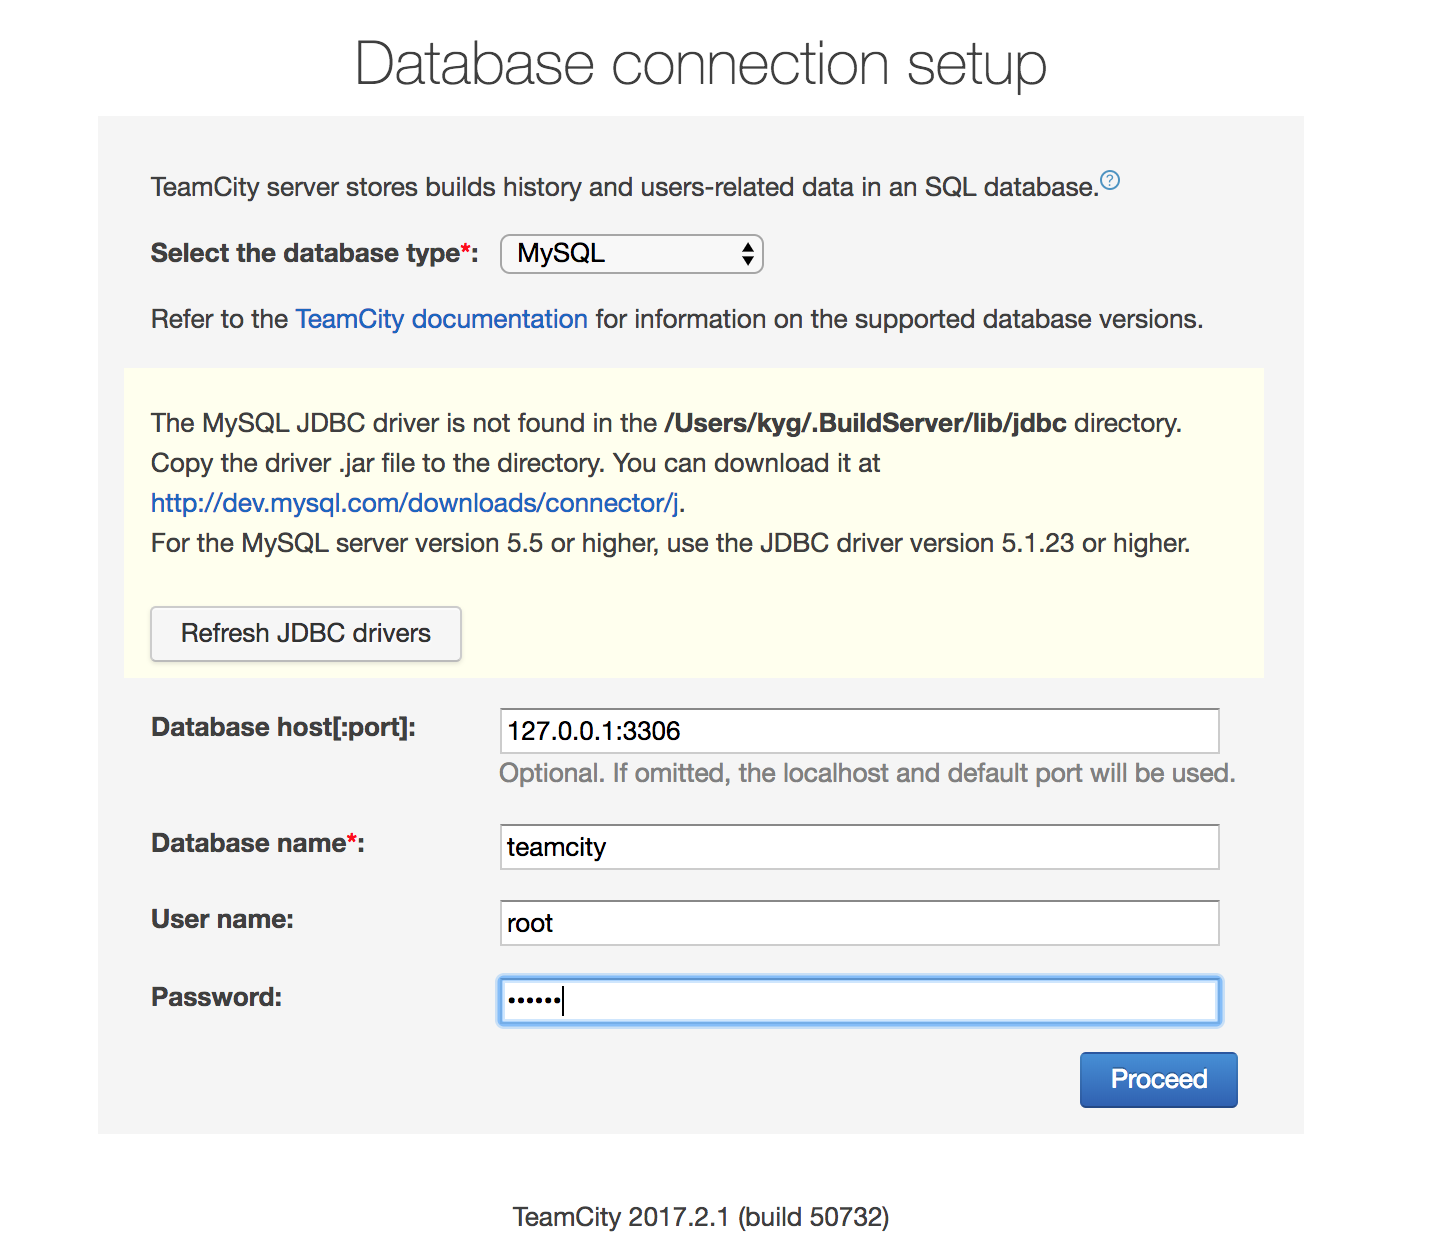 Database connection setup
TeamCity server stores builds history and users-related data in an SQL database.?
Select the database type*: MySQL
Refer to the TeamCity documentation for information on the supported database versions.
The MySQL JDBC driver is not found in the /Users/kyg/.BuildServer/lib/jdbc directory.
Copy the driver .jar file to the directory. You can download it at
http://dev.mysql.com/downloads/connector/j.
For the MySQL server version 5.5 or higher, use the JDBC driver version 5.1.23 or higher.
Refresh JDBC drivers
Database host[:port]: 127.0.0.1:3306
Optional. If omitted, the localhost and default port will be used.
Database name*: teamcity
User name: root
Password: ••••••
Proceed
TeamCity 2017.2.1 (build 50732)